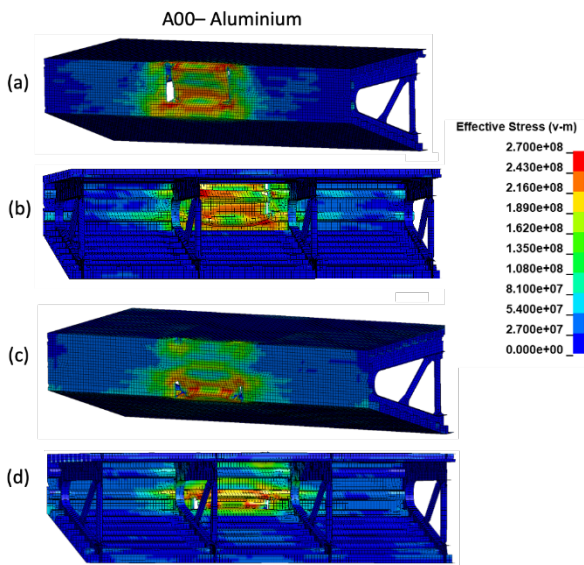 A00– Aluminium
(a)
Effective Stress (v-m)
2.700e+08
2.430e+08
2.160e+08
1.890e+08
1.620e+08
1.350e+08
1.080e+08
8.100e+07
5.400e+07
2.700e+07
0.000e+00
(b)
(c)
(d)